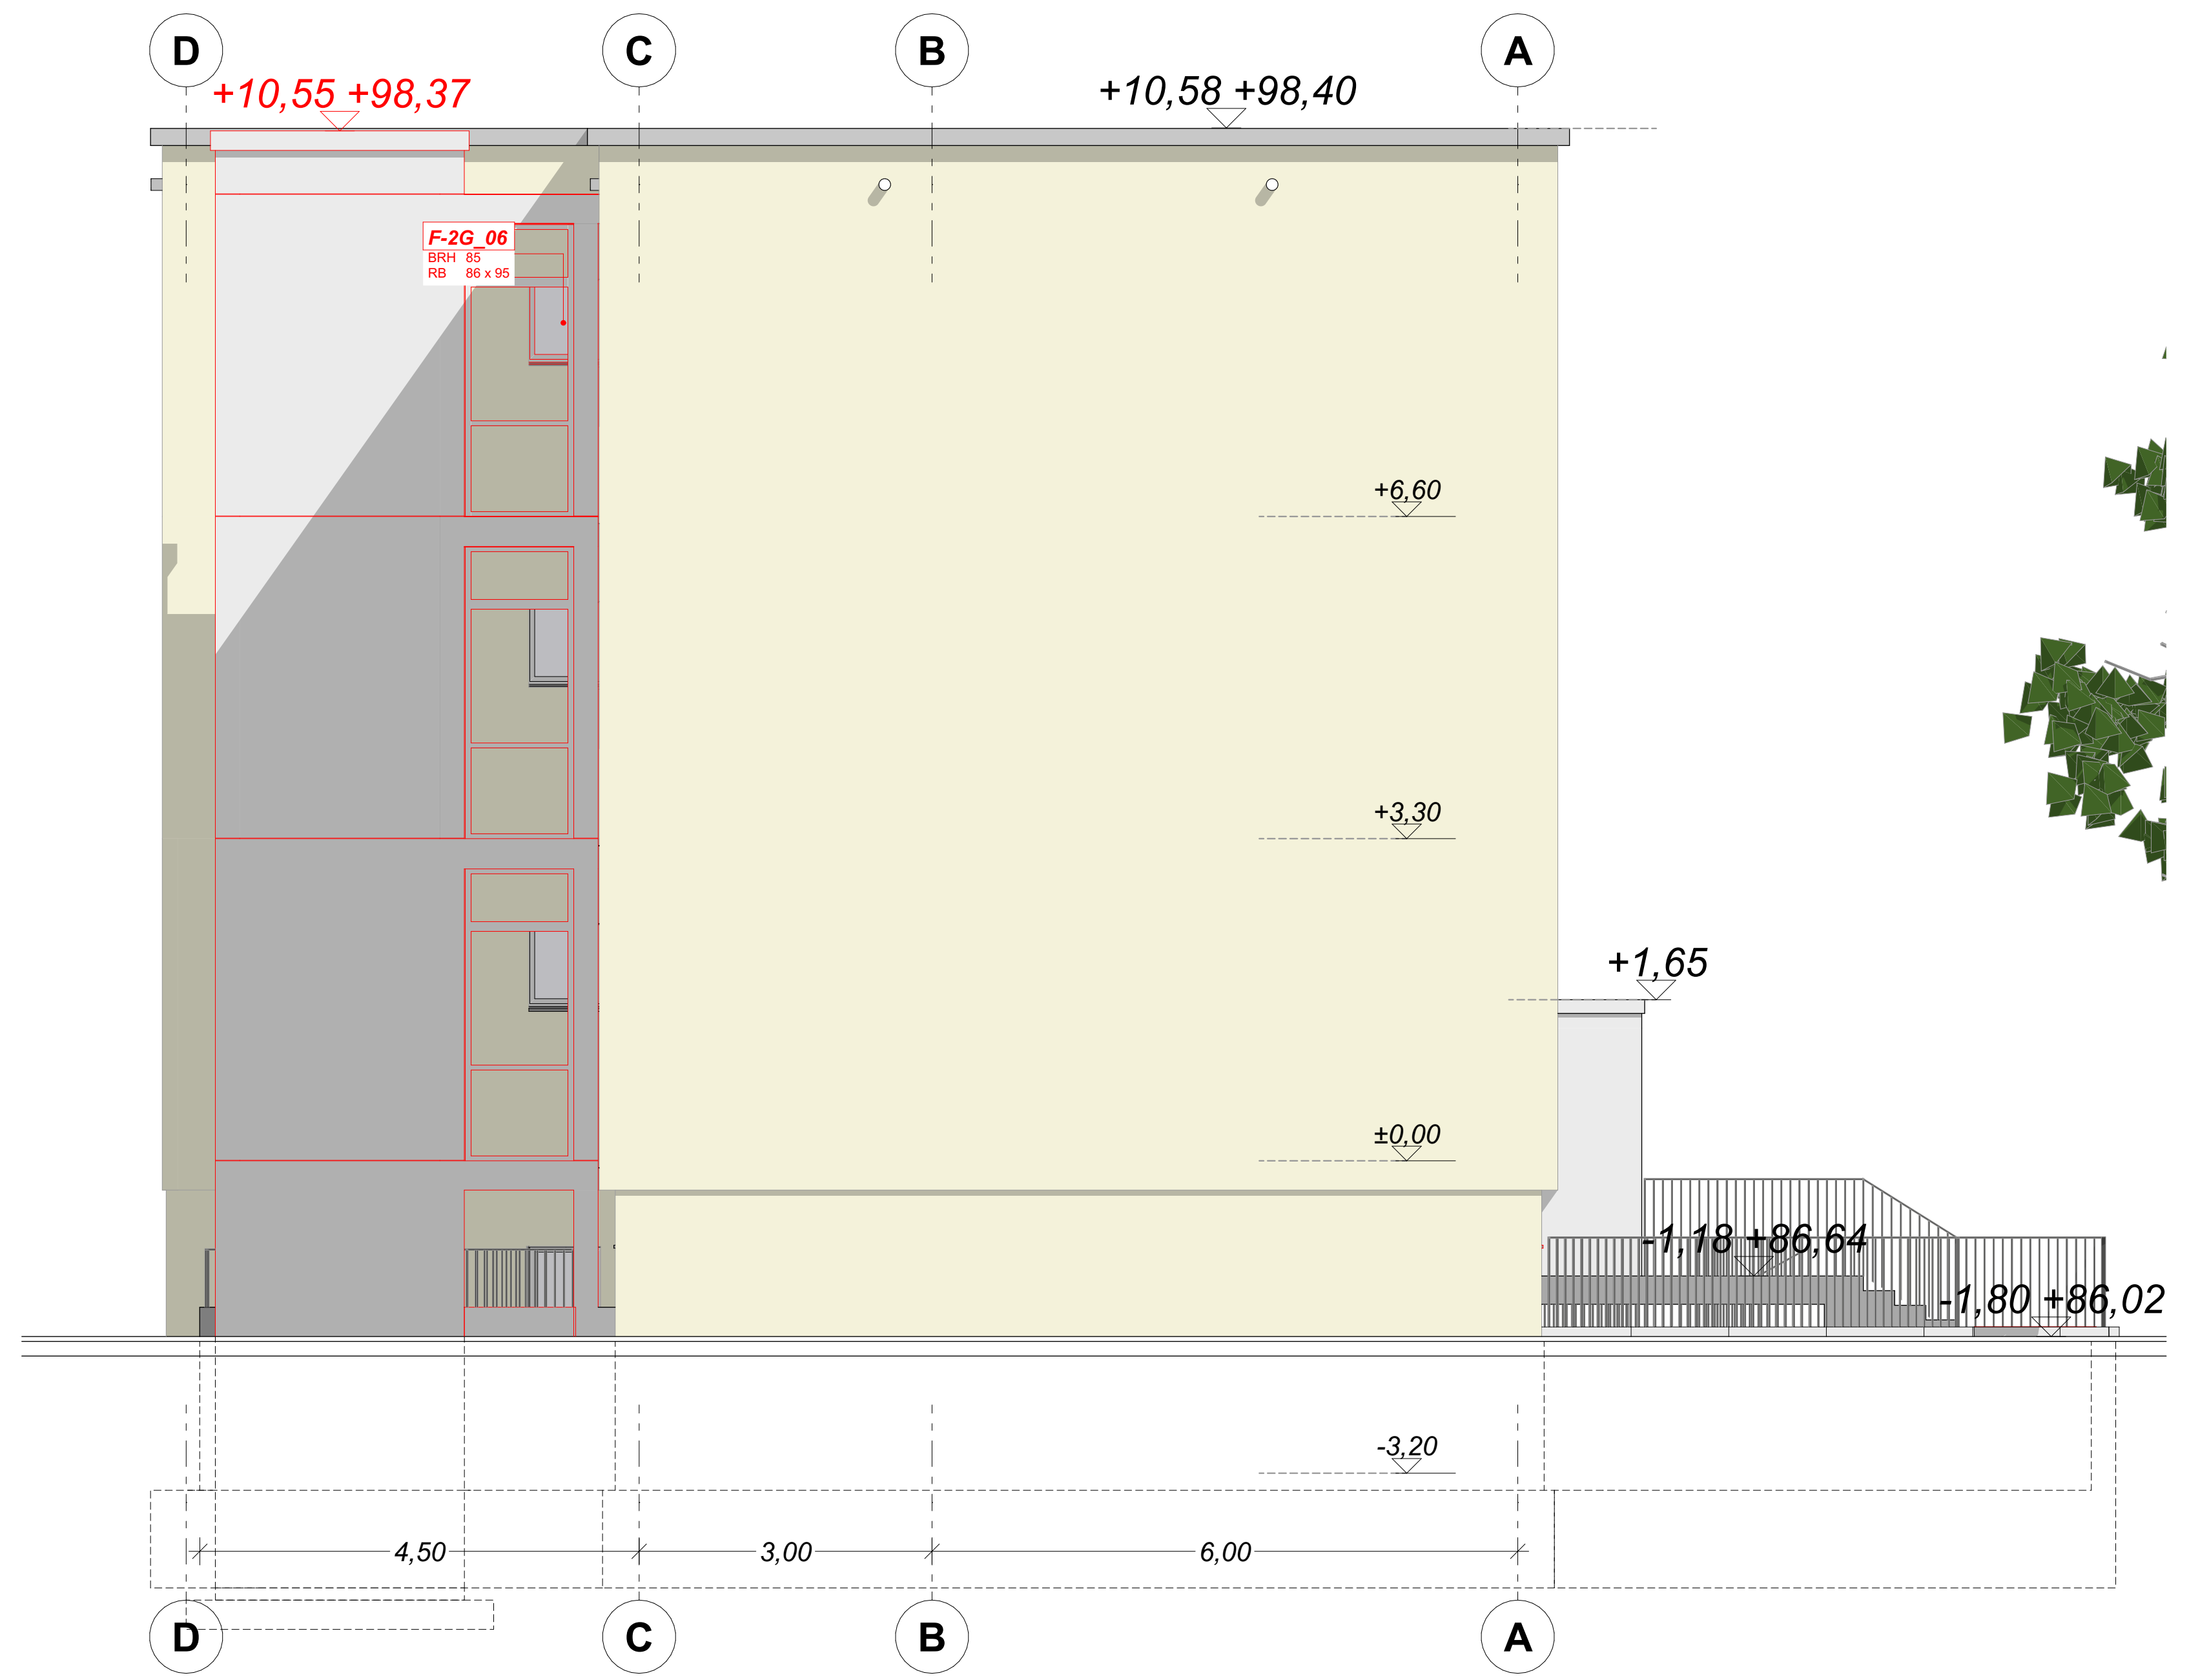 D
C
B
A
+10,55 +98,37
+10,58 +98,40
F-2G_06
BRH 85
RB 86 x 95
+6,60
+3,30
+1,65
±0,00
-1,18 +86,64
-1,80 +86,02
-3,20
4,50
3,00
6,00
D
C
B
A